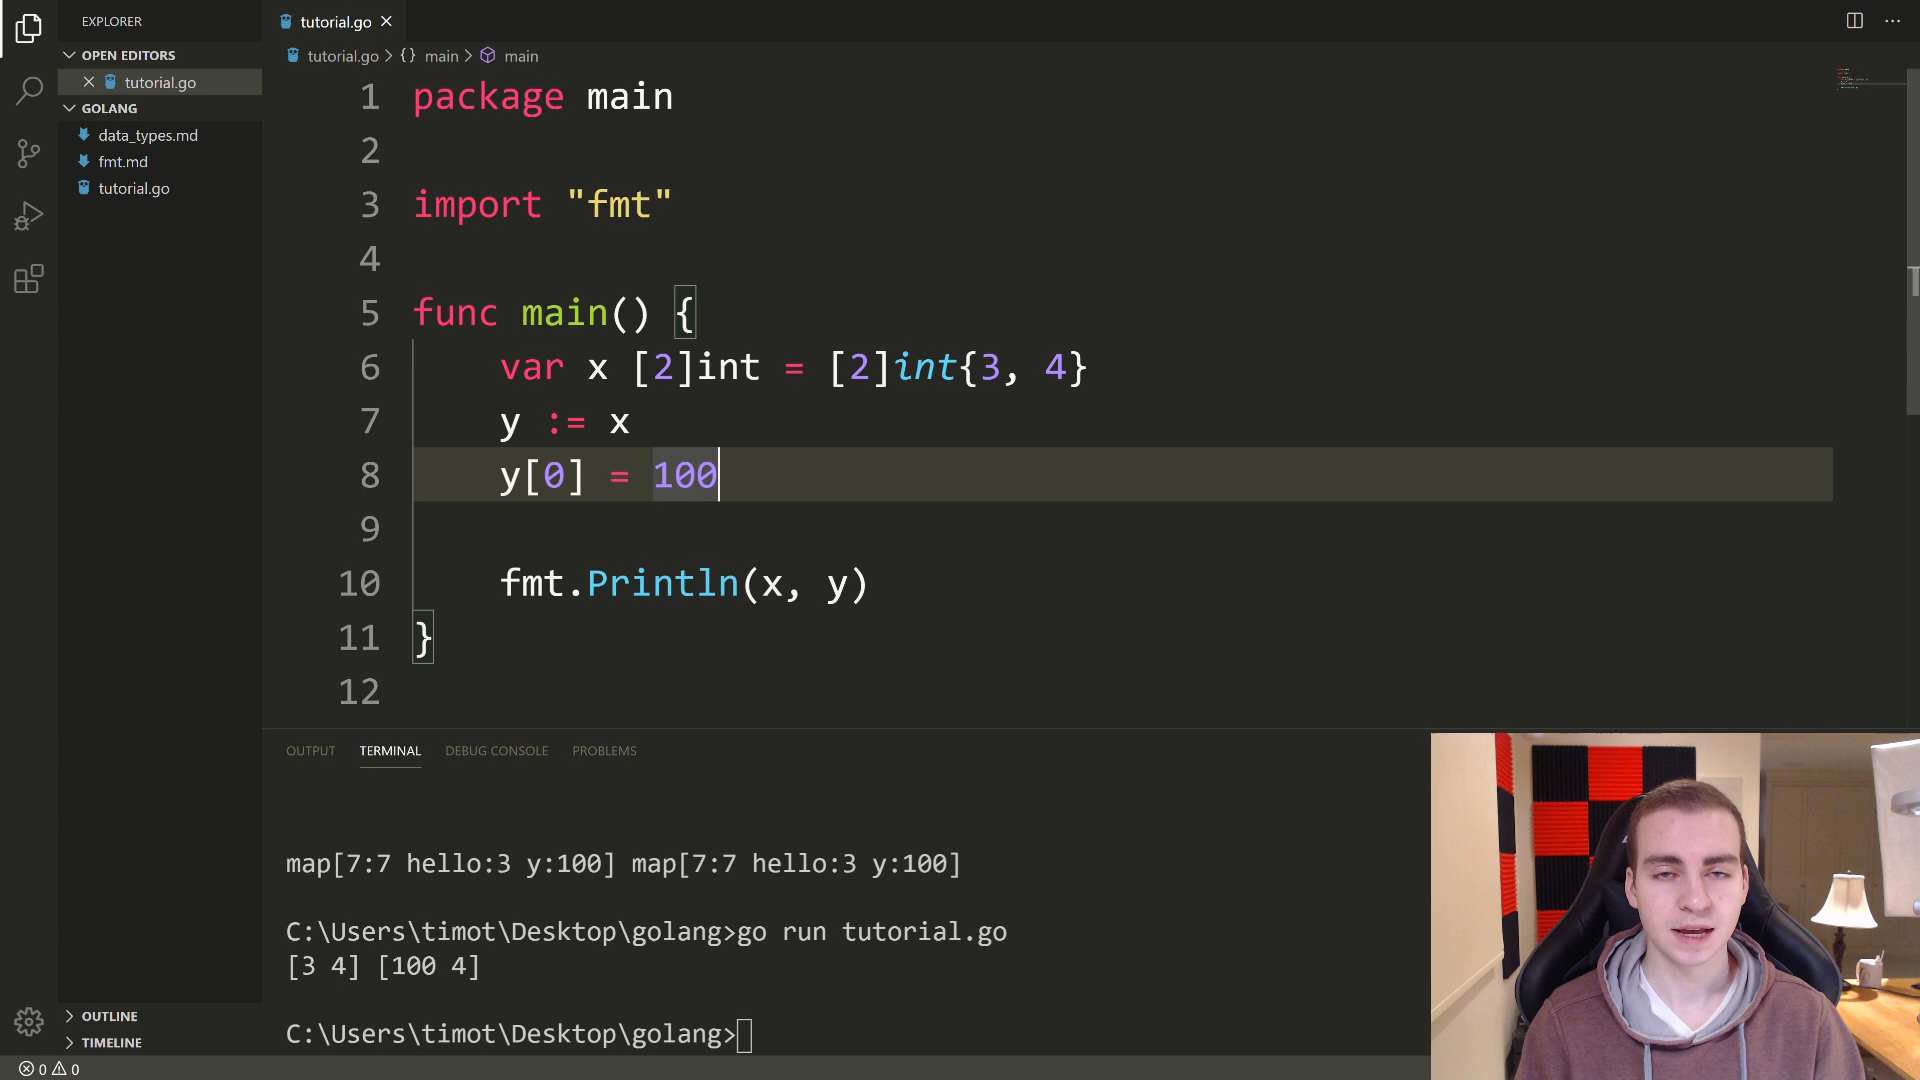 EXPLORER
OPEN EDITORS
tutorial.go
GOLANG
data_types.md
fmt.md
tutorial.go
OUTLINE
TIMELINE
0 0
tutorial.go
tutorial.go > {} main > main
1 package main
2
3 import "fmt"
4
5 func main() {
6 var x [2]int = [2]int{3, 4}
7 y := x
8 y[0] = 100
9
10 fmt.Println(x, y)
11 }
12
OUTPUT TERMINAL DEBUG CONSOLE PROBLEMS
map[7:7 hello:3 y:100] map[7:7 hello:3 y:100]
C:\Users\timot\Desktop\golang>go run tutorial.go
[3 4] [100 4]
C:\Users\timot\Desktop\golang>